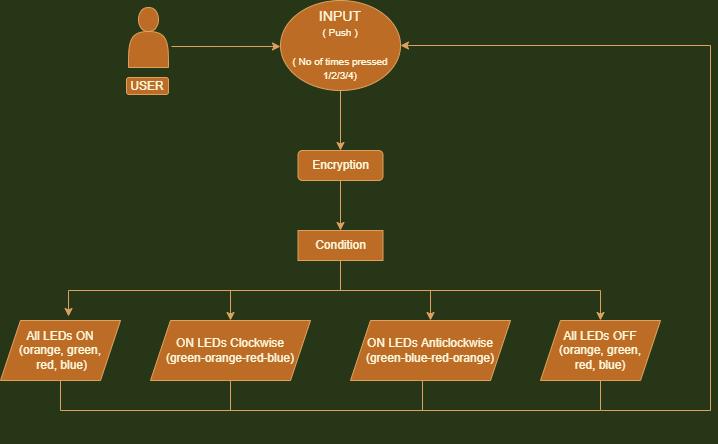 INPUT
( Push )
( No of times pressed
1/2/3/4)
USER
Encryption
Condition
All LEDs ON
(orange, green,
red, blue)
ON LEDs Clockwise
(green-orange-red-blue)
ON LEDs Anticlockwise
(green-blue-red-orange)
All LEDs OFF
(orange, green,
red, blue)